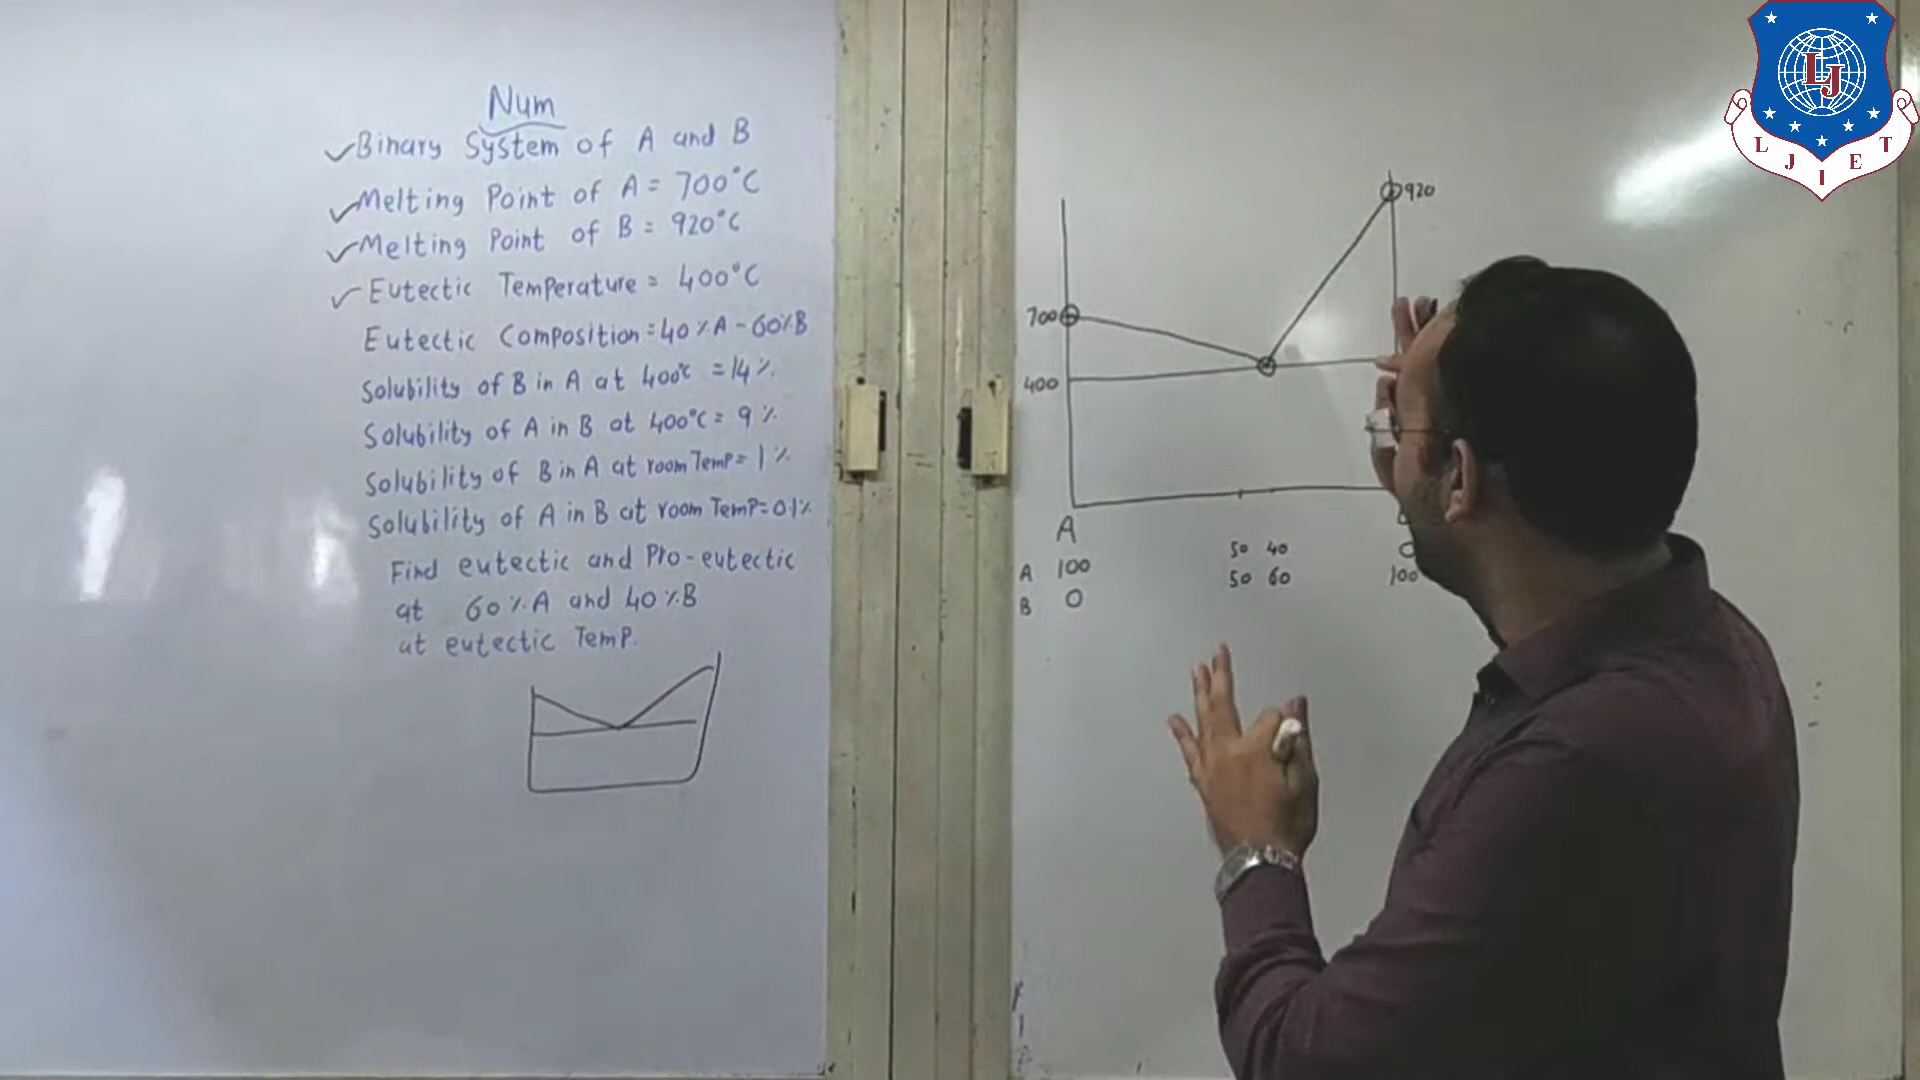 Num
Binary System of A and B
Melting Point of A = 700°C
Melting Point of B = 920°C
Eutectic Temperature = 400°C
Eutectic Composition = 40%A - 60%B
Solubility of B in A at 400°C = 14%
Solubility of A in B at 400°C = 9%
Solubility of B in A at room Temp = 1%
Solubility of A in B at room Temp = 0.1%
Find eutectic and Pro-eutectic
at 60%A and 40%B
at eutectic Temp.
920
700
400
A
50 40
A 100
50 60 100
B 0
LJ
L J I E T